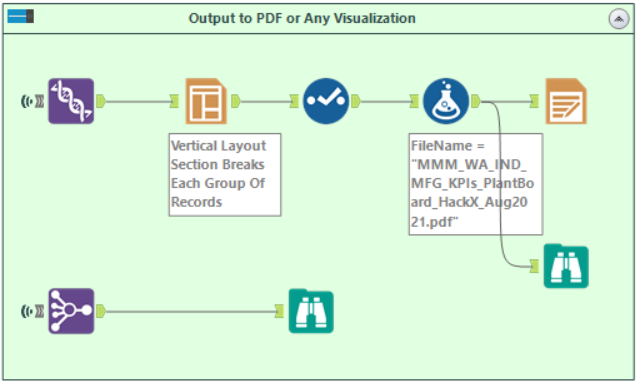 Output to PDF or Any Visualization
Vertical Layout
Section Breaks
Each Group Of
Records
FileName =
"MMM_WA_IND_
MFG_KPIs_PlantBo
ard_HackX_Aug20
21.pdf"